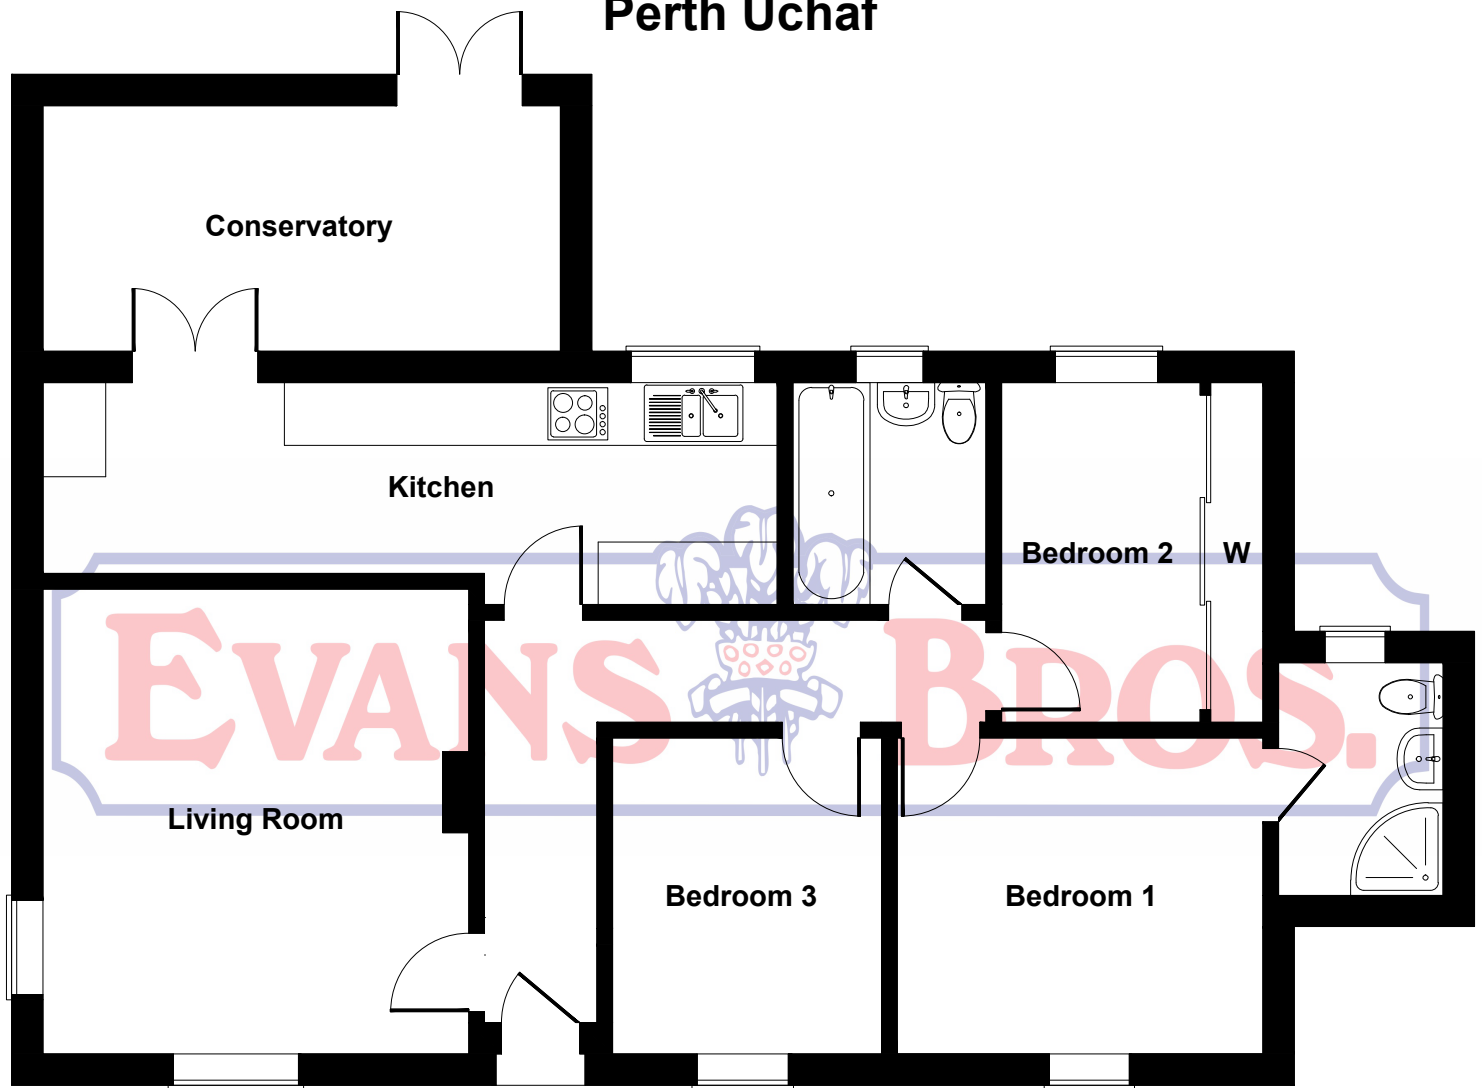 Perth Uchaf
Conservatory
Kitchen
Bedroom 2
W
EVANS BROS.
Living Room
Bedroom 3
Bedroom 1